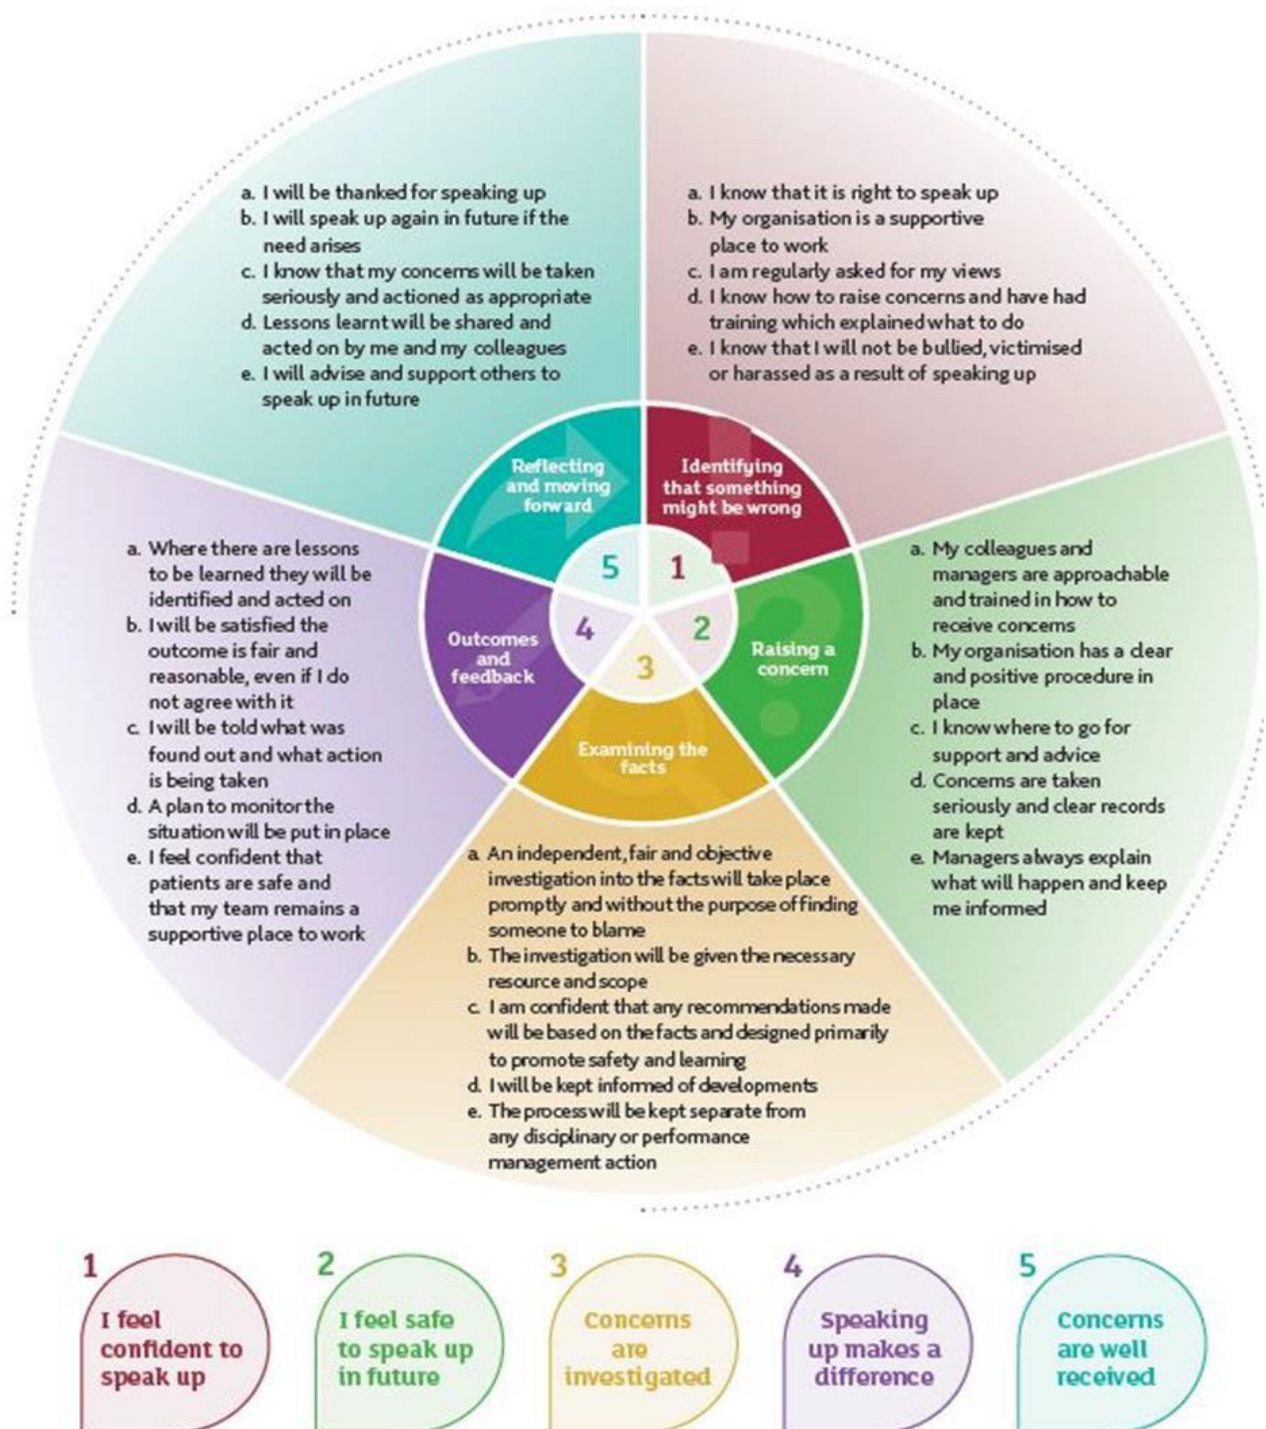 a. I will be thanked for speaking up
b. I will speak up again in future if the
need arises
c. I know that my concerns will be taken
seriously and actioned as appropriate
d. Lessons learnt will be shared and
acted on by me and my colleagues
e. I will advise and support others to
speak up in future
a. I know that it is right to speak up
b. My organisation is a supportive
place to work
c. I am regularly asked for my views
d. I know how to raise concerns and have had
training which explained what to do
e. I know that I will not be bullied, victimised
or harassed as a result of speaking up
Reflecting
and moving
forward
Identifying
that something
might be wrong
5
1
4
2
3
Outcomes
and
feedback
Raising a
concern
Examining the
facts
a. Where there are lessons
to be learned they will be
identified and acted on
b. I will be satisfied the
outcome is fair and
reasonable, even if I do
not agree with it
c. I will be told what was
found out and what action
is being taken
d. A plan to monitor the
situation will be put in place
e. I feel confident that
patients are safe and
that my team remains a
supportive place to work
a. My colleagues and
managers are approachable
and trained in how to
receive concerns
b. My organisation has a clear
and positive procedure in
place
c. I know where to go for
support and advice
d. Concerns are taken
seriously and clear records
are kept
e. Managers always explain
what will happen and keep
me informed
a. An independent, fair and objective
investigation into the facts will take place
promptly and without the purpose of finding
someone to blame
b. The investigation will be given the necessary
resource and scope
c. I am confident that any recommendations made
will be based on the facts and designed primarily
to promote safety and learning
d. I will be kept informed of developments
e. The process will be kept separate from
any disciplinary or performance
management action
1
I feel
confident to
speak up
2
I feel safe
to speak up
in future
3
Concerns
are
investigated
4
Speaking
up makes a
difference
5
Concerns
are well
received